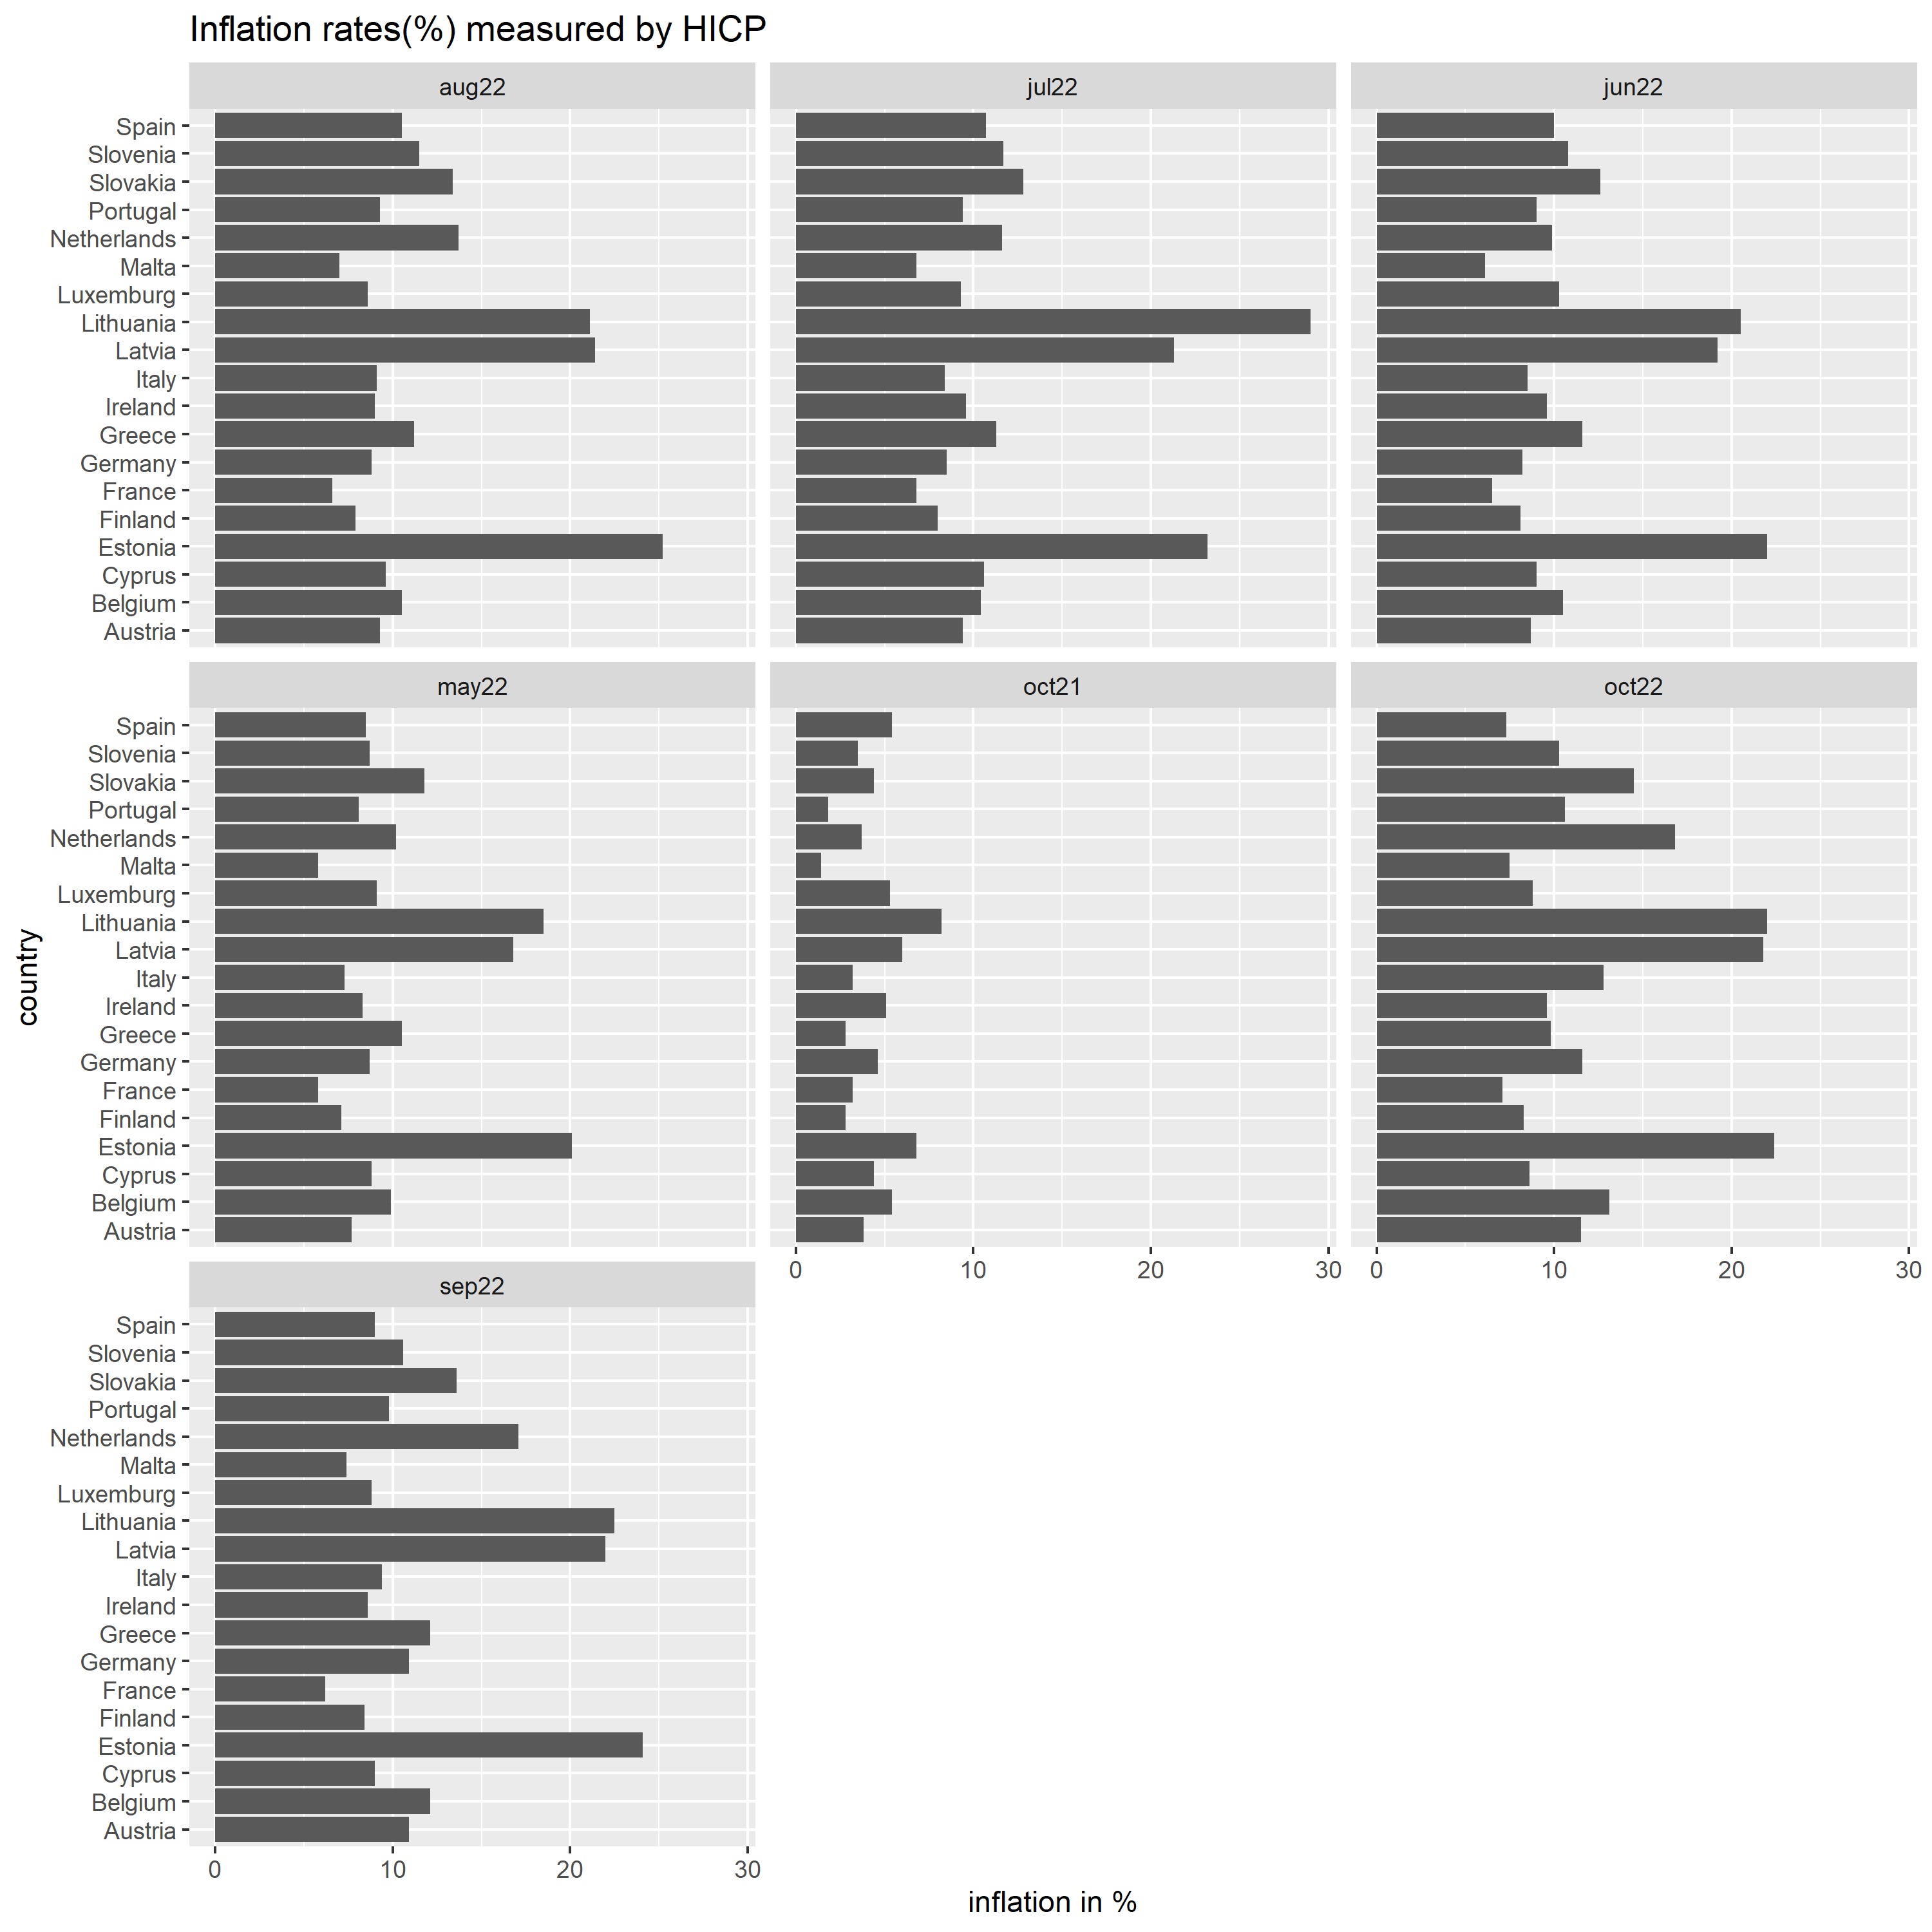 Inflation rates(%) measured by HICP
aug22
jul22
jun22
Spain
Slovenia
Slovakia
Portugal
Netherlands
Malta
Luxemburg
Lithuania
Latvia
Italy
Ireland
Greece
Germany
France
Finland
Estonia
Cyprus
Belgium
Austria
may22
oct21
oct22
Spain
Slovenia
Slovakia
Portugal
Netherlands
Malta
Luxemburg
Lithuania
Latvia
Italy
Ireland
Greece
Germany
France
Finland
Estonia
Cyprus
Belgium
Austria
0 10 20 30
0 10 20 30
sep22
Spain
Slovenia
Slovakia
Portugal
Netherlands
Malta
Luxemburg
Lithuania
Latvia
Italy
Ireland
Greece
Germany
France
Finland
Estonia
Cyprus
Belgium
Austria
0 10 20 30
country
inflation in %